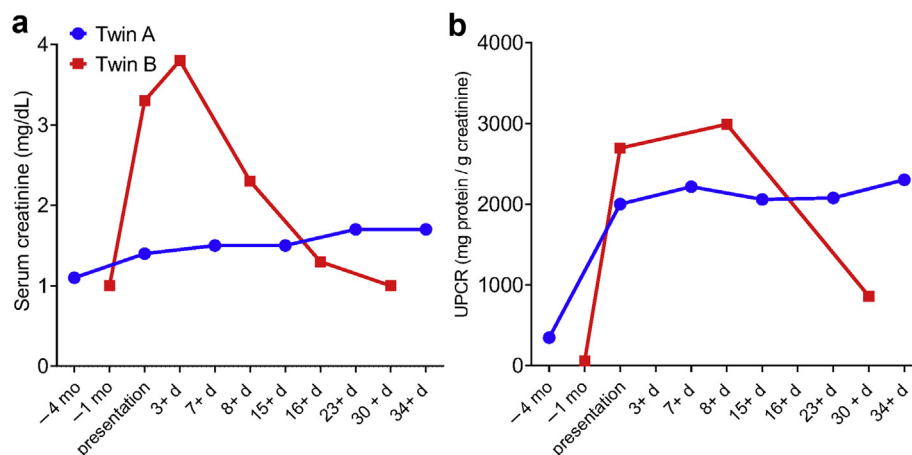 a
Twin A
Twin B
Serum creatinine (mg/dL)
4
3
2
1
0
−4 mo
−1 mo
presentation
3+ d
7+ d
8+ d
15+ d
16+ d
23+ d
30 + d
34+ d
b
UPCR (mg protein / g creatinine)
4000
3000
2000
1000
0
−4 mo
−1 mo
presentation
3+ d
7+ d
8+ d
15+ d
16+ d
23+ d
30 + d
34+ d